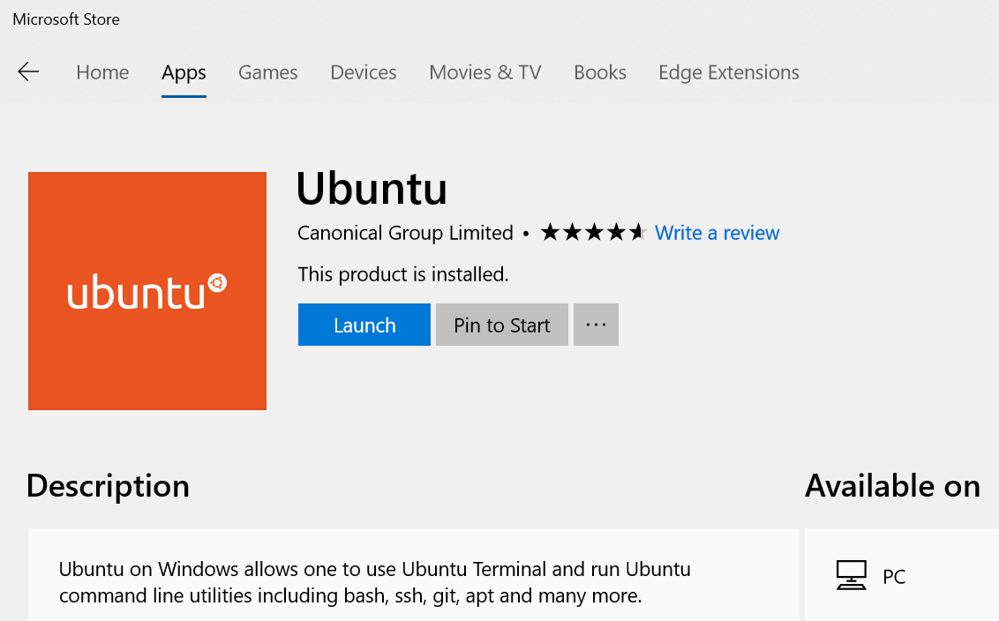 Microsoft Store
Home Apps Games Devices Movies & TV Books Edge Extensions
ubuntu
Ubuntu
Canonical Group Limited • ★★★★★ Write a review
This product is installed.
Launch Pin to Start ···
Description
Available on
Ubuntu on Windows allows one to use Ubuntu Terminal and run Ubuntu
command line utilities including bash, ssh, git, apt and many more.
PC